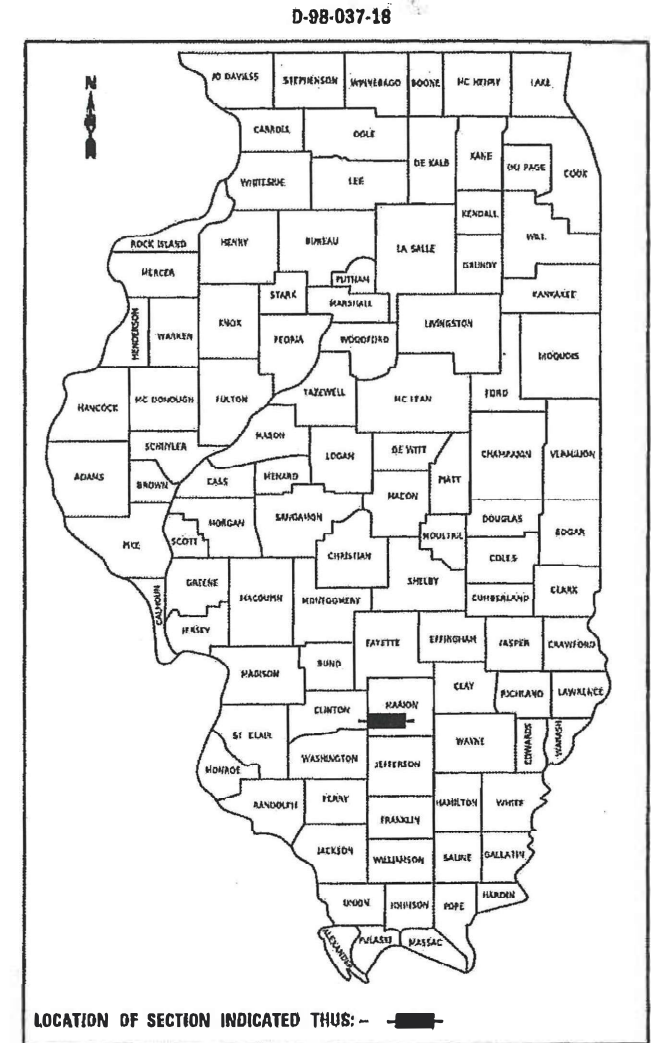 D-98-037-18
N
JO DAVIESS STEPHENSON WINNEBAGO BOONE MC HENRY LAKE
CARROLL OGLE
DE KALB KANE DU PAGE COOK
WHITESIDE LEE
KENDALL
ROCK ISLAND HENRY BUREAU LA SALLE GRUNDY WILL
MERCER PUTNAM
STARK MARSHALL KANKAKEE
HENDERSON WARREN KNOX PEORIA WOODFORD LIVINGSTON
IROQUOIS
HANCOCK MC DONOUGH FULTON TAZEWELL MC LEAN FORD
MASON
SCHUYLER LOGAN DE WITT CHAMPAIGN VERMILION
ADAMS BROWN CASS MENARD PIATT
MACON
PIKE SCOTT MORGAN SANGAMON MOULTRIE DOUGLAS EDGAR
CHRISTIAN COLES
CALHOUN GREENE MACOUPIN MONTGOMERY SHELBY CUMBERLAND CLARK
JERSEY
FAYETTE EFFINGHAM JASPER CRAWFORD
MADISON BOND
CLAY RICHLAND LAWRENCE
CLINTON MARION
ST. CLAIR WAYNE EDWARDS WABASH
MONROE WASHINGTON JEFFERSON
RANDOLPH PERRY HAMILTON WHITE
FRANKLIN
JACKSON WILLIAMSON SALINE GALLATIN
UNION JOHNSON POPE HARDIN
ALEXANDER PULASKI MASSAC
LOCATION OF SECTION INDICATED THUS: -